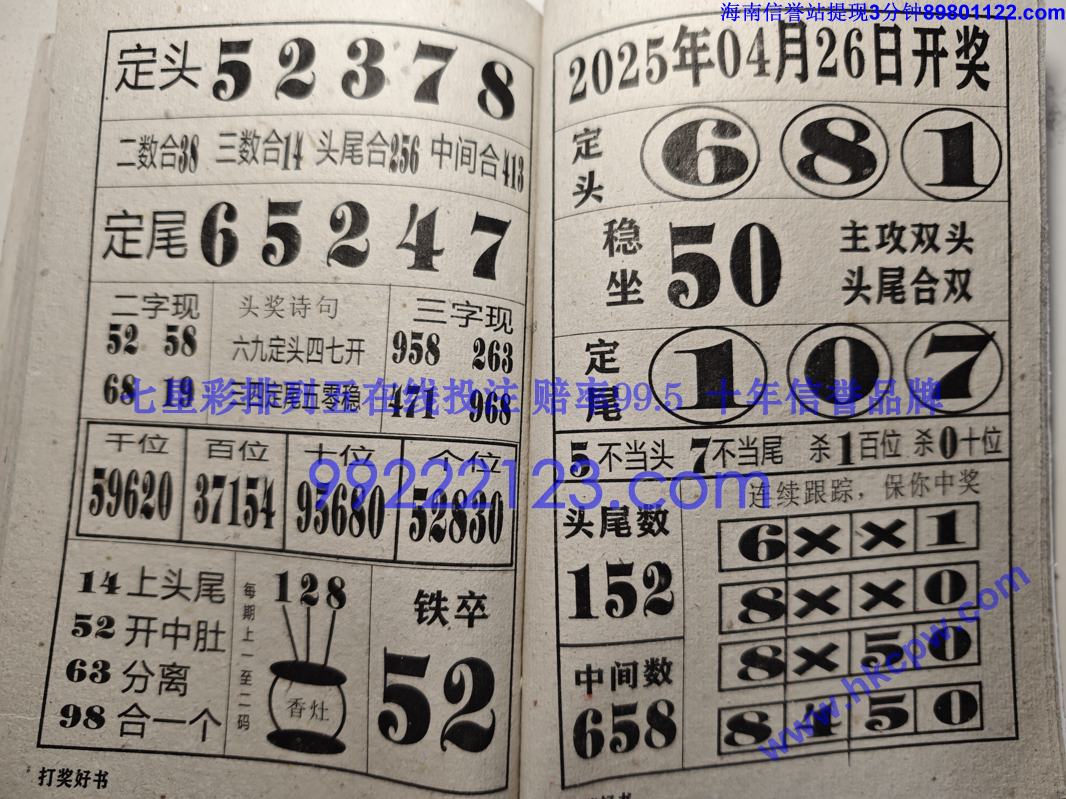 海南信誉站提现3分钟89801122.com
定头 5 2 3 7 8
二数合38 三数合14 头尾合256 中间合413
定尾 6 5 2 4 7
二字现
52 58
68 19
头奖诗句
六九定头四七开
三四定尾五零稳
三字现
958 263
471 968
七星彩排列五在线投注 赔率99.5 十年信誉品牌
千位 百位 十位 个位
59620 37154 95680 52830
99222123.com
14上头尾
52开中肚
63分离
98合一个
每期上一至二码
128
香灶
铁卒
52
打奖好书
2025年04月26日开奖
定头 6 8 1
稳坐 50
主攻双头
头尾合双
定尾 1 0 7
5不当头 7不当尾 杀1百位 杀0十位
头尾数
152
中间数
658
连续跟踪，保你中奖
6 × × 1
8 × × 0
8 × 5 0
8 4 5 0
www.hkcpw.com